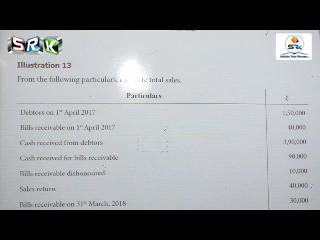 SRK
SRK
Illustration 13
From the following particulars, total sales.
Particulars ₹
Debtors on 1st April 2017 1,50,000
Bills receivable on 1st April 2017 40,000
Cash received from debtors 3,90,000
Cash received for bills receivable 90,000
Bills receivable dishonoured 10,000
Sales return 40,000
Bills receivable on 31st March, 2018 30,000